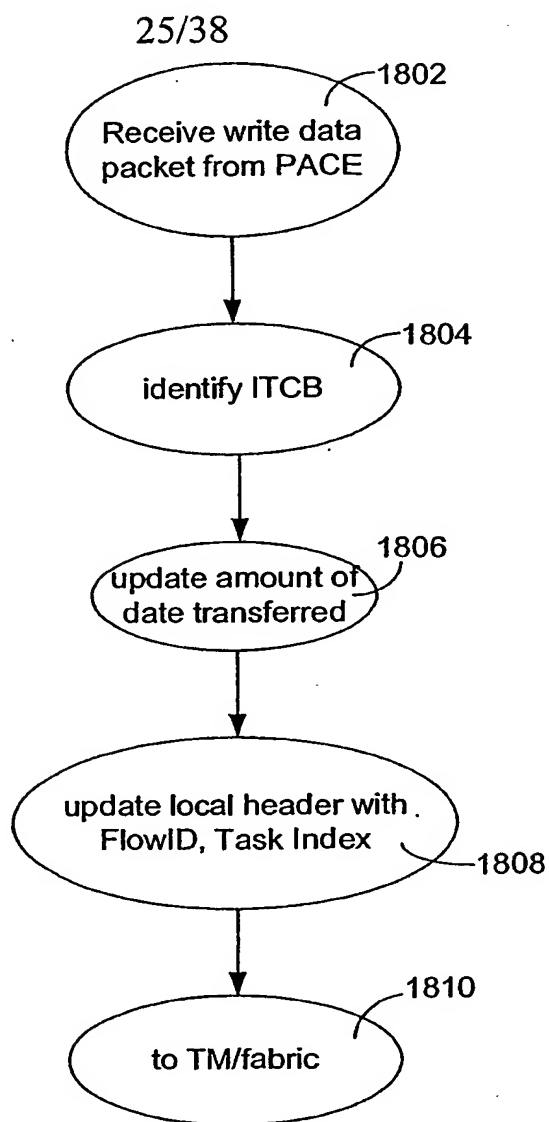 25/38
1802
Receive write data
packet from PACE
1804
identify ITCB
1806
update amount of
date transferred
update local header with
FlowID, Task Index
1808
1810
to TM/fabric